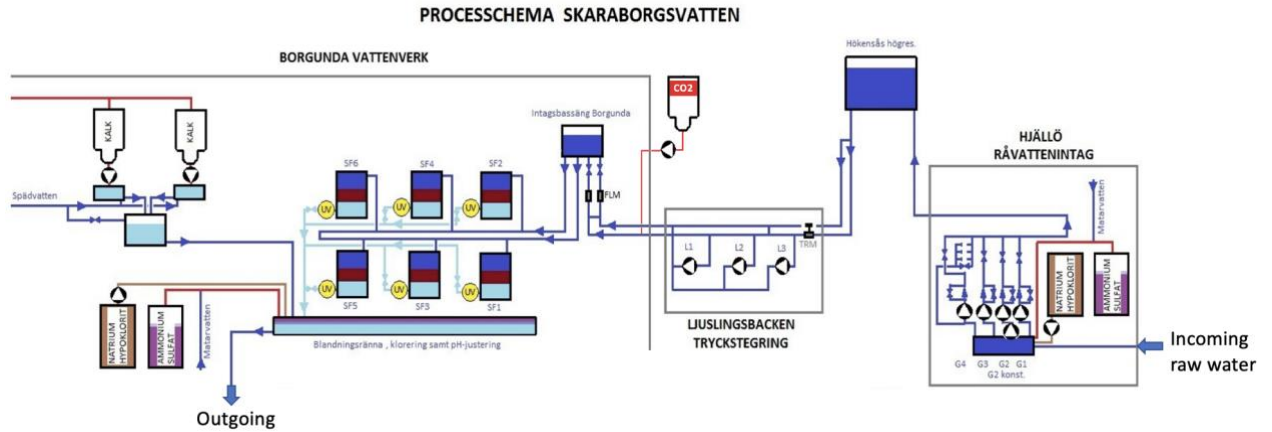 PROCESSCHEMA SKARABORGSVATTEN
BORGUNDA VATTENVERK
Hökensås högres.
CO2
Intagsbassäng Borgunda
HJÄLLÖ
RÅVATTENINTAG
KALK
KALK
SF6
SF4
SF2
Matarvatten
Spädvatten
FLM
UV
UV
UV
L1
L2
L3
TRM
UV
UV
UV
SF5
SF3
SF1
NATRIUM
HYPOKLORIT
AMMONIUM
SULFAT
NATRIUM
HYPOKLORIT
AMMONIUM
SULFAT
Matarvatten
Blandningsränna , klorering samt pH-justering
LJUSLINGSBACKEN
TRYCKSTEGRING
G4
G3
G2
G1
G2 konst.
Incoming
raw water
Outgoing